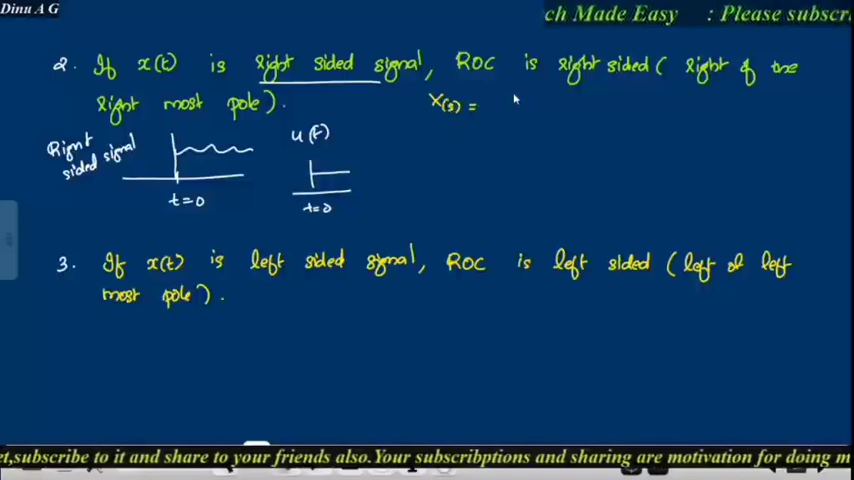 Dinu A G
ch Made Easy : Please subscri
2. If x(t) is right sided signal, ROC is right sided ( right of the
right most pole ).
X(s) =
Right
sided signal
t=0
u(t)
t=0
3. If x(t) is left sided signal, ROC is left sided ( left of left
most pole ).
et,subscribe to it and share to your friends also.Your subscribptions and sharing are motivation for doing m